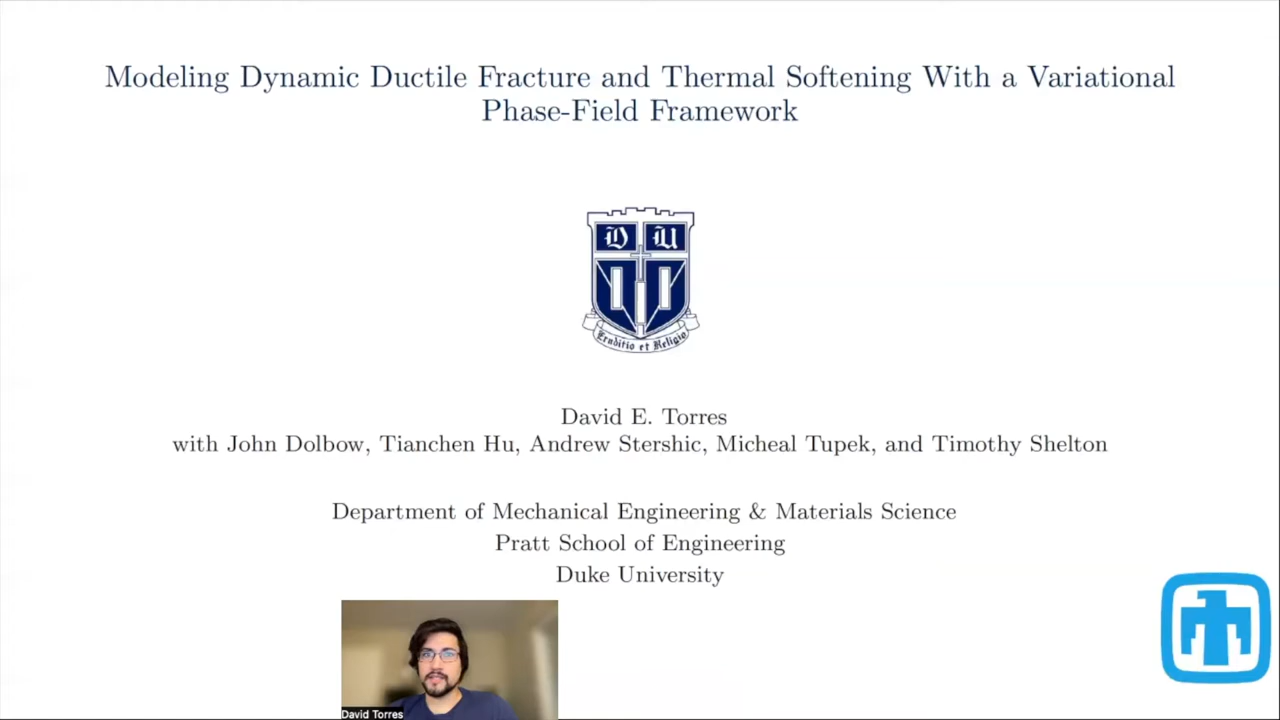 Modeling Dynamic Ductile Fracture and Thermal Softening With a Variational
Phase-Field Framework
D U
Eruditio et Religio
David E. Torres
with John Dolbow, Tianchen Hu, Andrew Stershic, Micheal Tupek, and Timothy Shelton
Department of Mechanical Engineering & Materials Science
Pratt School of Engineering
Duke University
David Torres